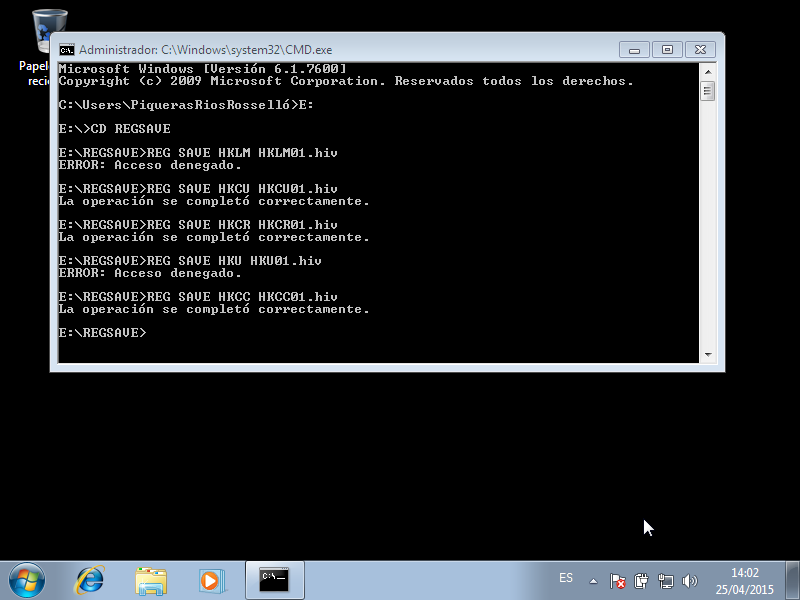 Papel
reci
Administrador: C:\Windows\system32\CMD.exe
Microsoft Windows [Versión 6.1.7600]
Copyright (c) 2009 Microsoft Corporation. Reservados todos los derechos.
C:\Users\PiquerasRiosRosselló>E:
E:\>CD REGSAVE
E:\REGSAVE>REG SAVE HKLM HKLM01.hiv
ERROR: Acceso denegado.
E:\REGSAVE>REG SAVE HKCU HKCU01.hiv
La operación se completó correctamente.
E:\REGSAVE>REG SAVE HKCR HKCR01.hiv
La operación se completó correctamente.
E:\REGSAVE>REG SAVE HKU HKU01.hiv
ERROR: Acceso denegado.
E:\REGSAVE>REG SAVE HKCC HKCC01.hiv
La operación se completó correctamente.
E:\REGSAVE>
ES
14:02
25/04/2015